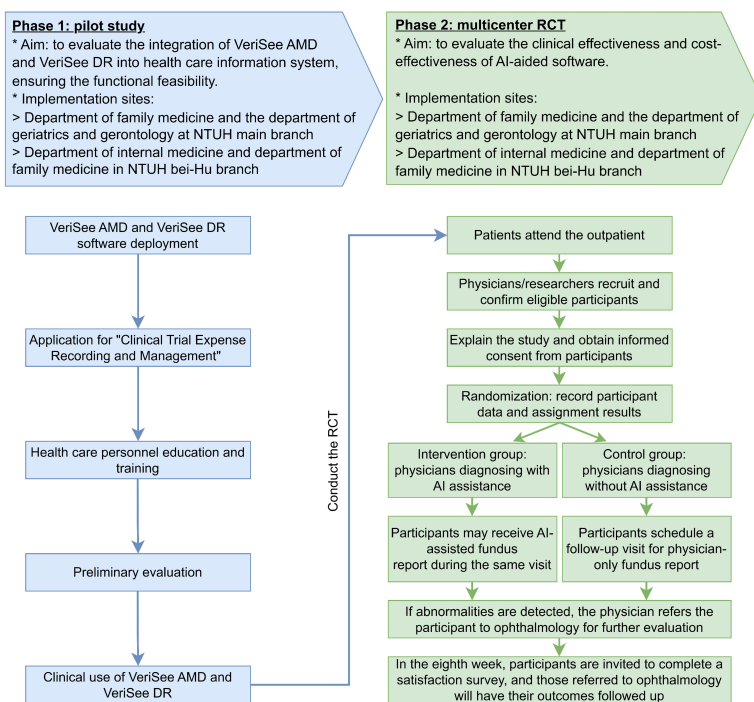 Phase 1: pilot study
* Aim: to evaluate the integration of VeriSee AMD
and VeriSee DR into health care information system,
ensuring the functional feasibility.
* Implementation sites:
> Department of family medicine and the department of
geriatrics and gerontology at NTUH main branch
> Department of internal medicine and department of
family medicine in NTUH bei-Hu branch
Phase 2: multicenter RCT
* Aim: to evaluate the clinical effectiveness and cost-
effectiveness of AI-aided software.
* Implementation sites:
> Department of family medicine and the department of
geriatrics and gerontology at NTUH main branch
> Department of internal medicine and department of
family medicine in NTUH bei-Hu branch
VeriSee AMD and VeriSee DR
software deployment
Application for "Clinical Trial Expense
Recording and Management"
Health care personnel education and
training
Preliminary evaluation
Clinical use of VeriSee AMD and
VeriSee DR
Conduct the RCT
Patients attend the outpatient
Physicians/researchers recruit and
confirm eligible participants
Explain the study and obtain informed
consent from participants
Randomization: record participant
data and assignment results
Intervention group:
physicians diagnosing with
AI assistance
Control group:
physicians diagnosing
without AI assistance
Participants may receive AI-
assisted fundus
report during the same visit
Participants schedule a
follow-up visit for physician-
only fundus report
If abnormalities are detected, the physician refers the
participant to ophthalmology for further evaluation
In the eighth week, participants are invited to complete a
satisfaction survey, and those referred to ophthalmology
will have their outcomes followed up